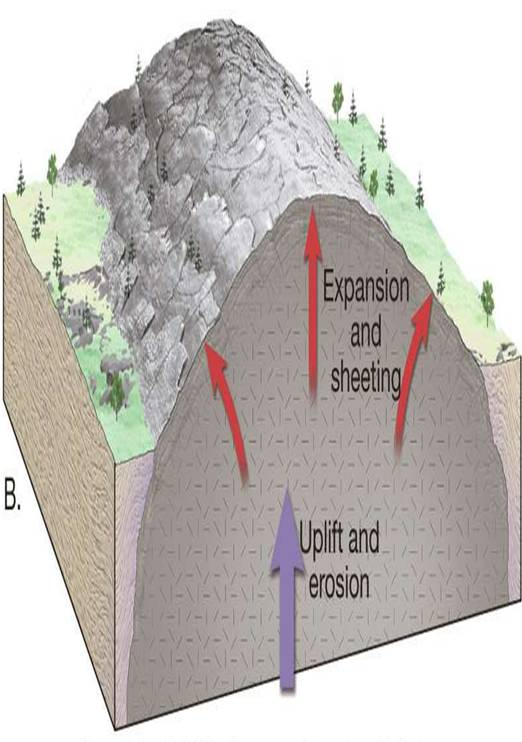 Expansion
and
sheeting
B.
Uplift and
erosion